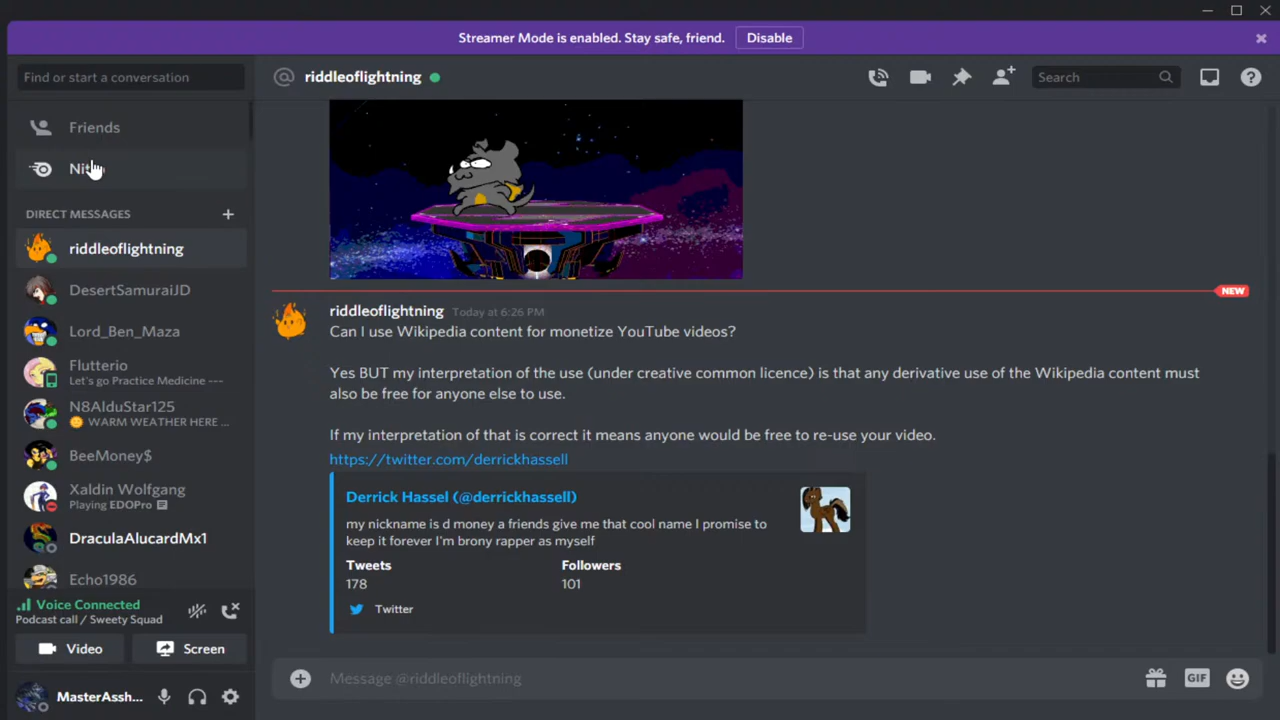 Streamer Mode is enabled. Stay safe, friend.
Disable
Find or start a conversation
riddleoflightning
Search
Friends
DIRECT MESSAGES
riddleoflightning
DesertSamuraiJD
Lord_Ben_Maza
Flutterio
Let's go Practice Medicine ---
N8AlduStar125
WARM WEATHER HERE ...
BeeMoney$
Xaldin Wolfgang
Playing EDOPro
DraculaAlucardMx1
Echo1986
Voice Connected
Podcast call / Sweety Squad
Video
Screen
MasterAssh...
NEW
riddleoflightning Today at 6:26 PM
Can I use Wikipedia content for monetize YouTube videos?
Yes BUT my interpretation of the use (under creative common licence) is that any derivative use of the Wikipedia content must
also be free for anyone else to use.
If my interpretation of that is correct it means anyone would be free to re-use your video.
https://twitter.com/derrickhassell
Derrick Hassel (@derrickhassell)
my nickname is d money a friends give me that cool name I promise to
keep it forever I'm brony rapper as myself
Tweets Followers
178 101
Twitter
Message @riddleoflightning
GIF